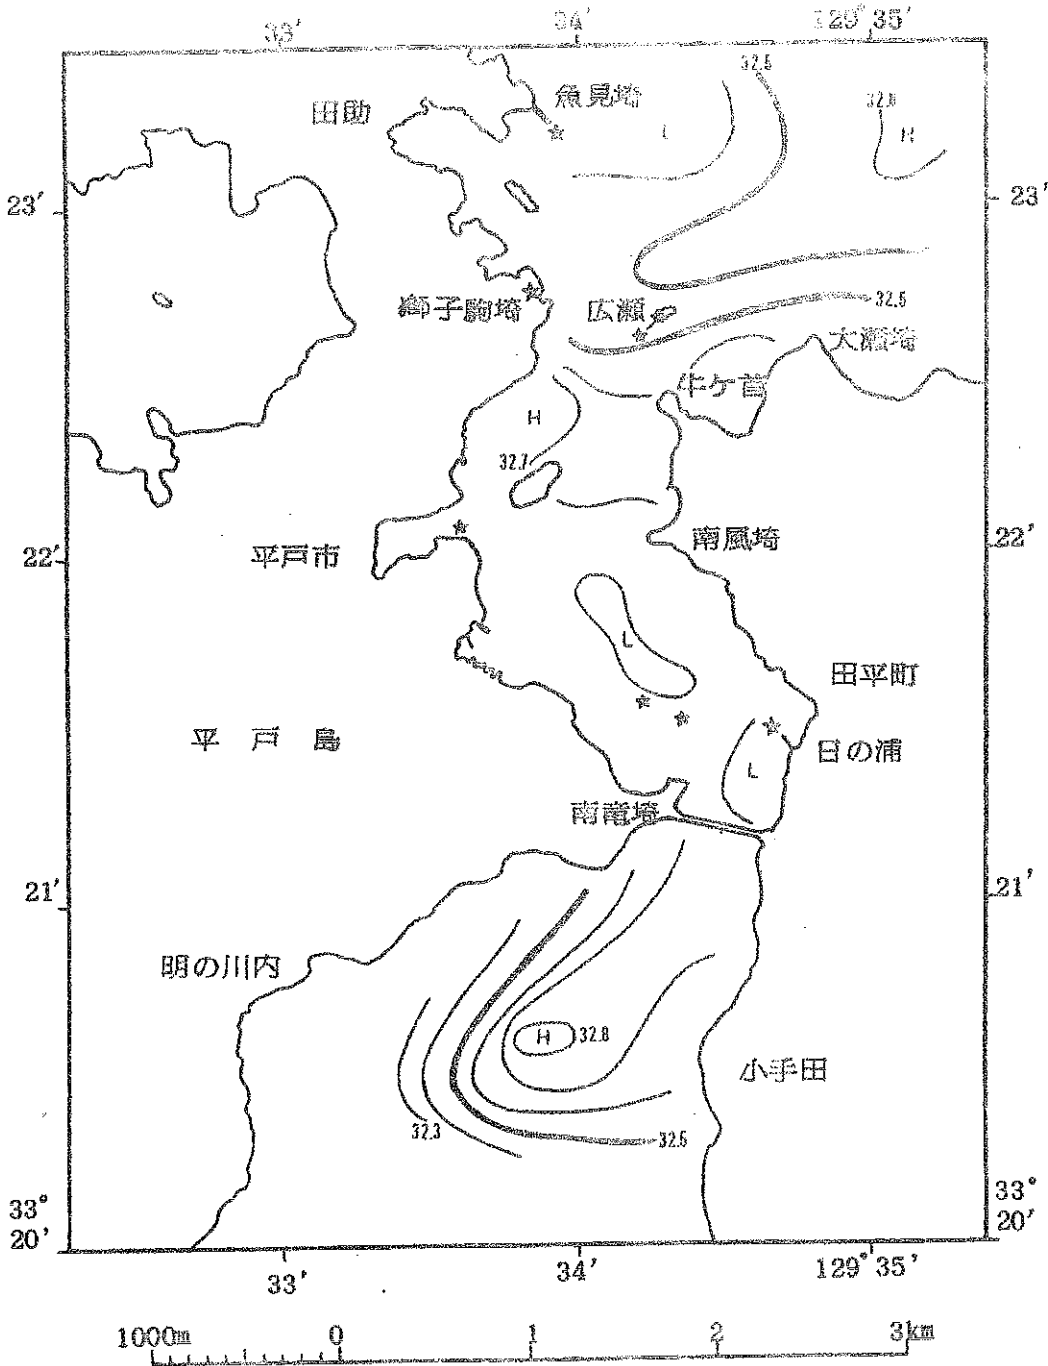 33′ 34′ 129°35′
32.5
魚見埼
32.6
田助
L
H
23′ 23′
獅子駒埼 広瀬 32.5
大瀬埼
牛ケ首
H
32.7
南風埼
平戸市
22′ 22′
L
田平町
平戸島
日の浦
L
南竜埼
21′ 21′
明の川内
H 32.8
小手田
32.3
32.5
33° 33°
20′ 20′
33′ 34′ 129°35′
1000m 0 1 2 3km